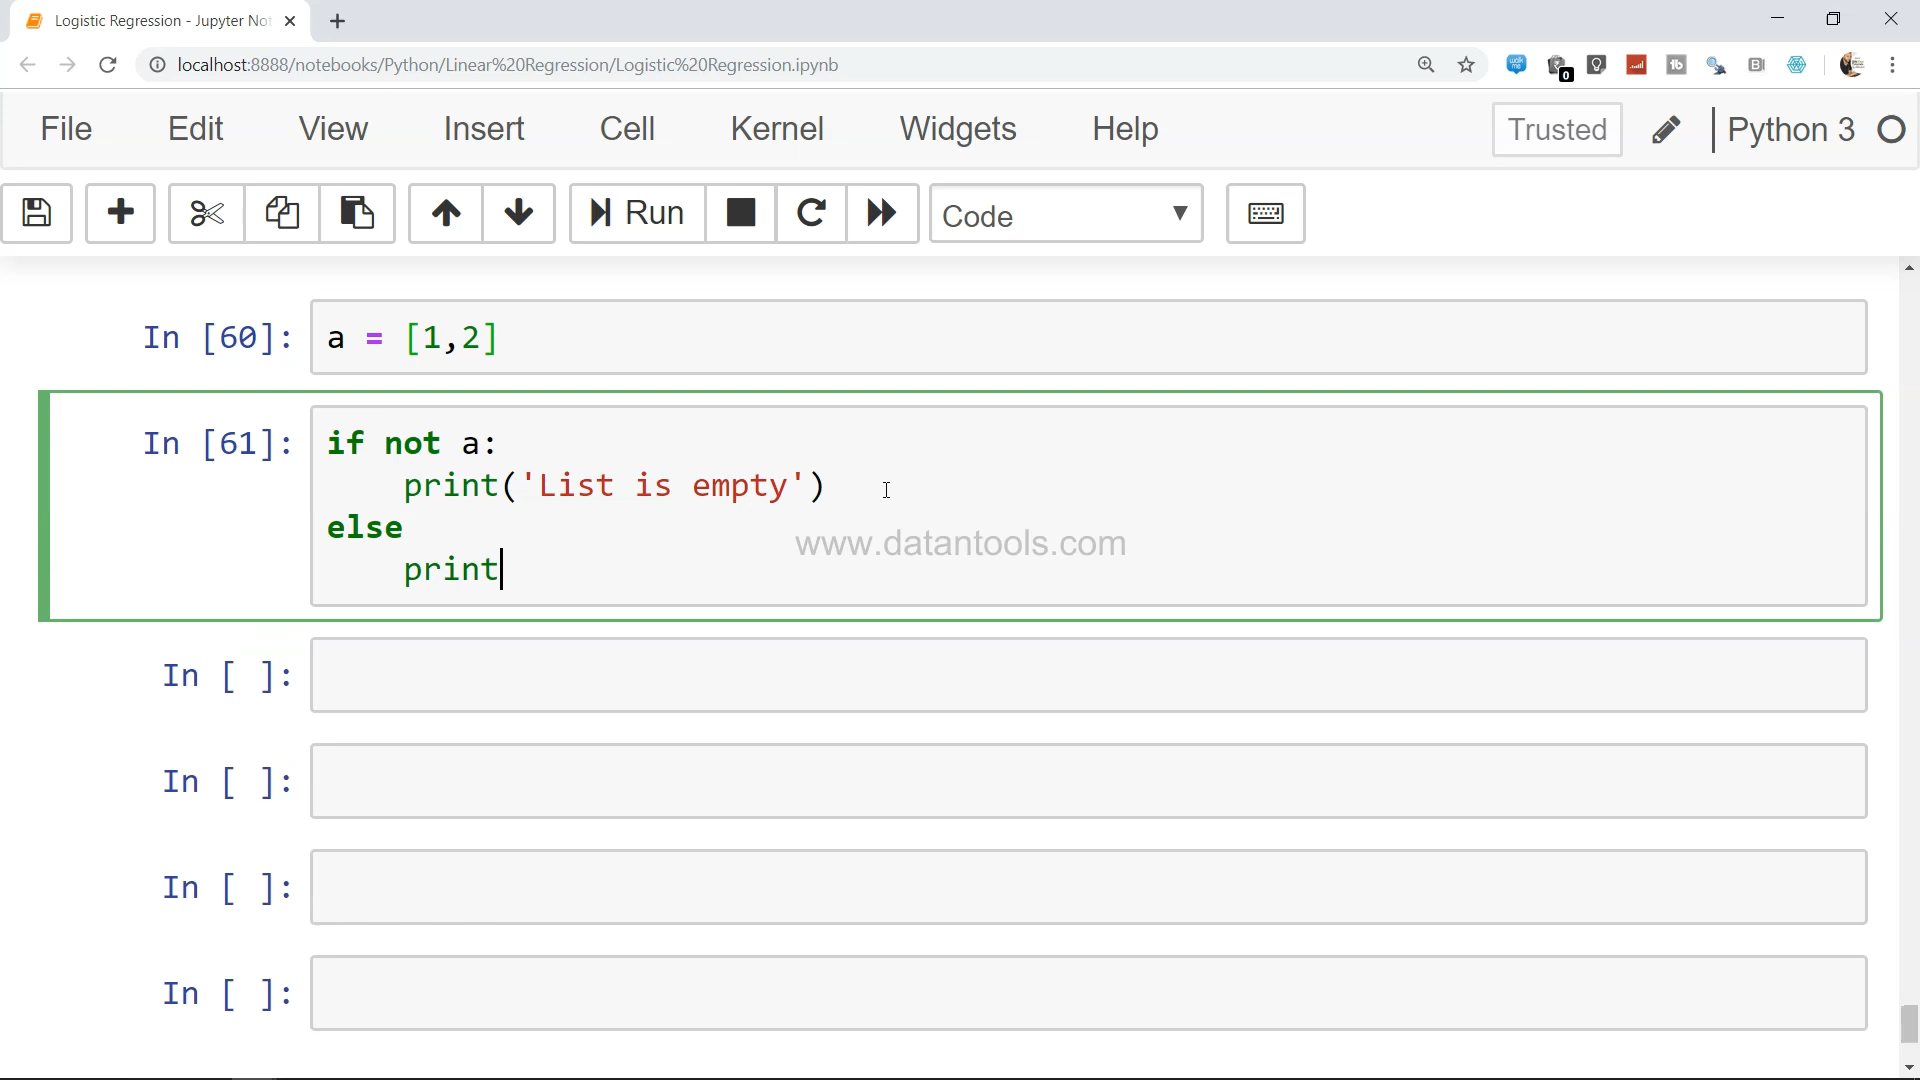 Logistic Regression - Jupyter Not
localhost:8888/notebooks/Python/Linear%20Regression/Logistic%20Regression.ipynb
0
File Edit View Insert Cell Kernel Widgets Help Trusted Python 3
Run Code
In [60]: a = [1,2]
In [61]: if not a:
print('List is empty')
else
print
www.datantools.com
In [ ]:
In [ ]:
In [ ]:
In [ ]: